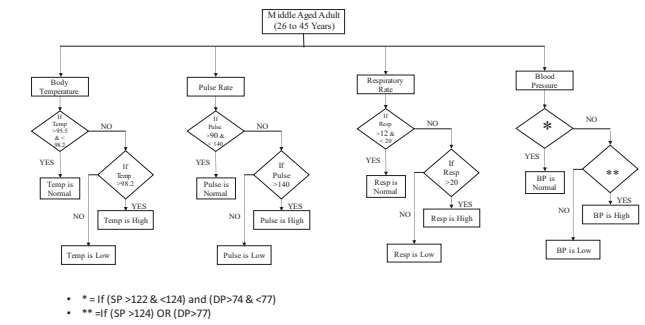 Middle Aged Adult
(26 to 45 Years)
Body
Temperature
Pulse Rate
Respiratory
Rate
Blood
Pressure
If
Temp
>95.5
& <
98.2
NO
YES
Temp is
Normal
If
Temp
>98.2
YES
Temp is High
NO
Temp is Low
If
Pulse
>90 &
< 140
NO
YES
Pulse is
Normal
If
Pulse
>140
YES
Pulse is High
NO
Pulse is Low
If
Resp
>12 &
< 20
NO
YES
Resp is
Normal
If
Resp
>20
YES
Resp is High
NO
Resp is Low
*
NO
YES
BP is
Normal
**
YES
BP is High
NO
BP is Low
• * = If (SP >122 & <124) and (DP>74 & <77)
• ** =If (SP >124) OR (DP>77)